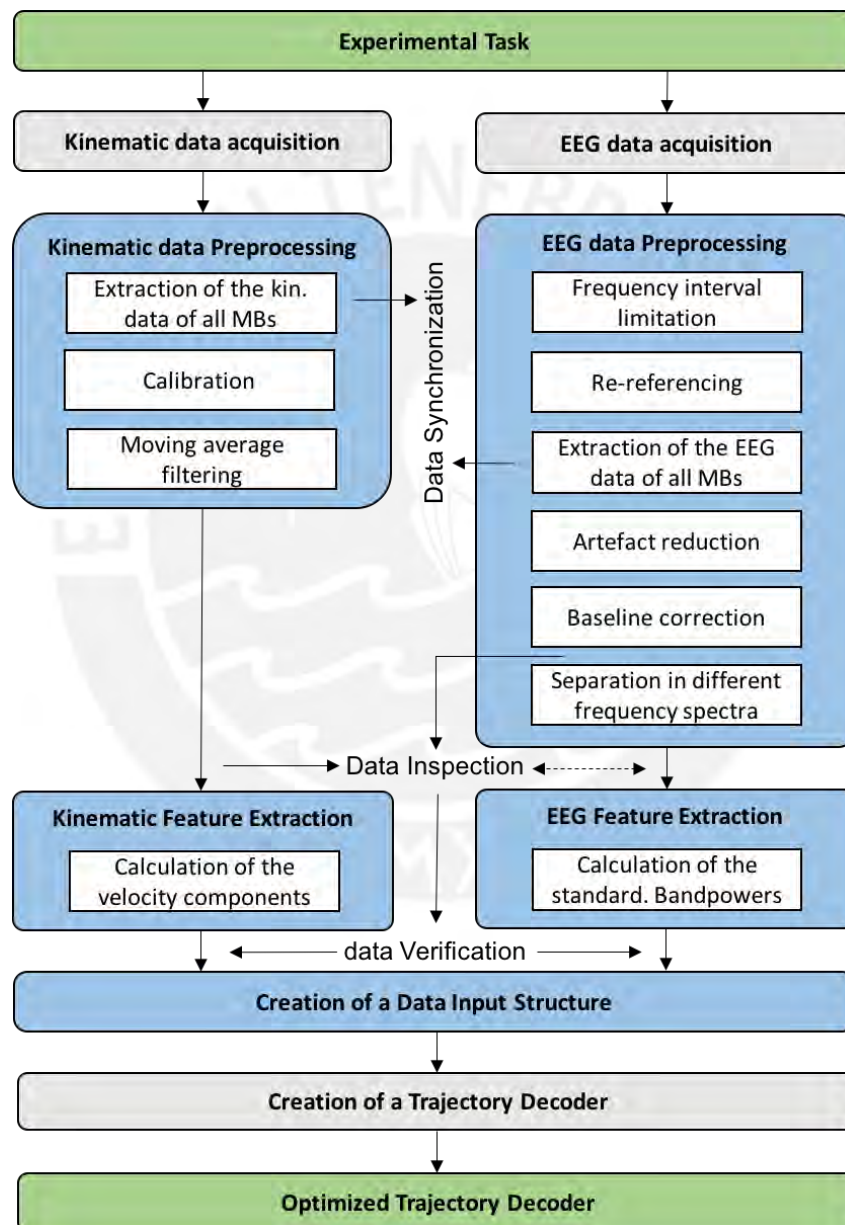 Experimental Task
Kinematic data acquisition
EEG data acquisition
Kinematic data Preprocessing
Extraction of the kin.
data of all MBs
Calibration
Moving average
filtering
Data Synchronization
EEG data Preprocessing
Frequency interval
limitation
Re-referencing
Extraction of the EEG
data of all MBs
Artefact reduction
Baseline correction
Separation in different
frequency spectra
Data Inspection
Kinematic Feature Extraction
Calculation of the
velocity components
EEG Feature Extraction
Calculation of the
standard. Bandpowers
data Verification
Creation of a Data Input Structure
Creation of a Trajectory Decoder
Optimized Trajectory Decoder